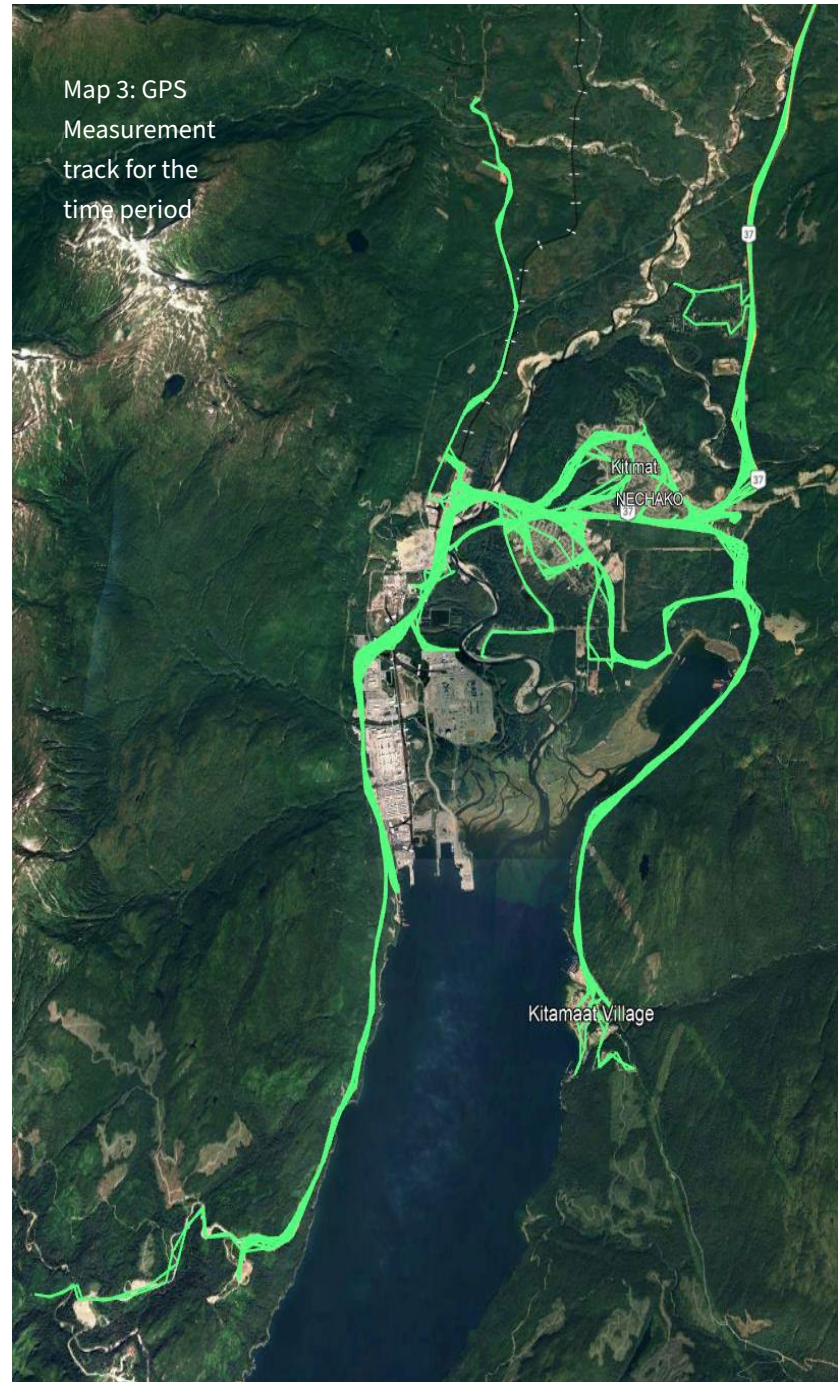 Map 3: GPS
Measurement
track for the
time period
37
Kitimat
NECHAKO
37
37
Kitamaat Village